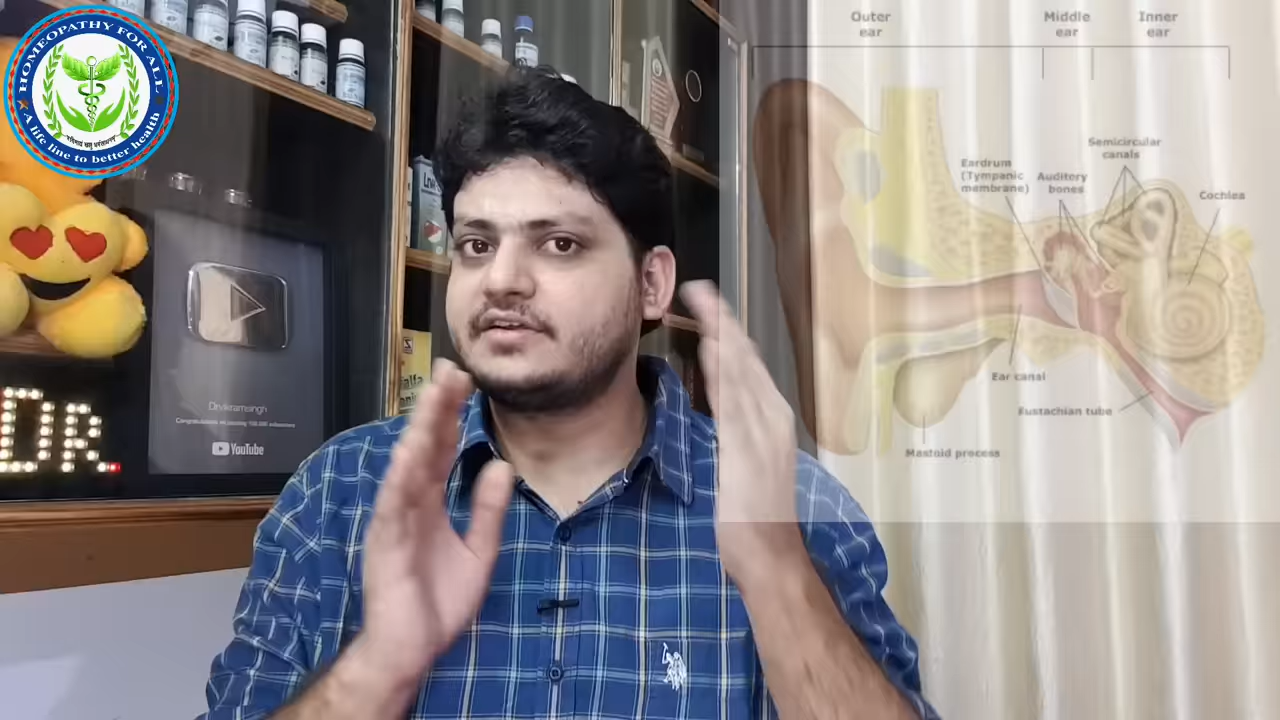 HOMEOPATHY FOR ALL
A life line to better health
DR.
Drvikramsingh
YouTube
Outer
ear
Middle
ear
Inner
ear
Semicircular
canals
Eardrum
(Tympanic
membrane)
Auditory
bones
Cochlea
Ear canal
Eustachian tube
Mastoid process